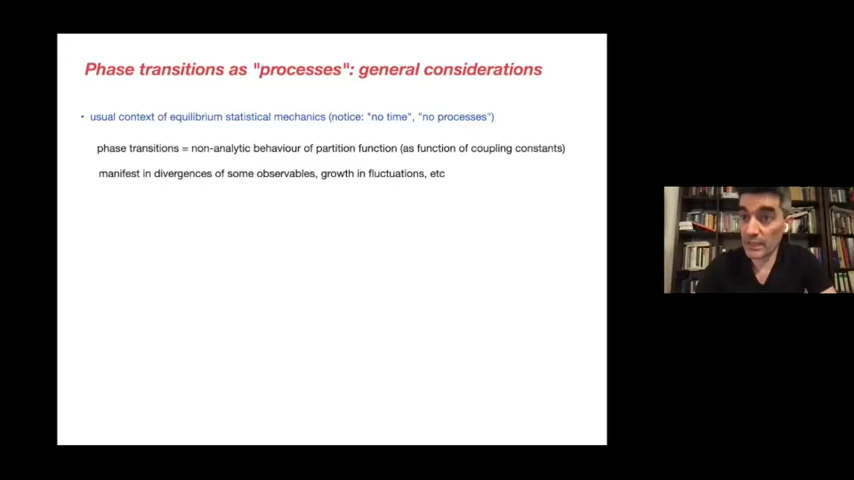 Phase transitions as "processes": general considerations
• usual context of equilibrium statistical mechanics (notice: "no time", "no processes")
phase transitions = non-analytic behaviour of partition function (as function of coupling constants)
manifest in divergences of some observables, growth in fluctuations, etc